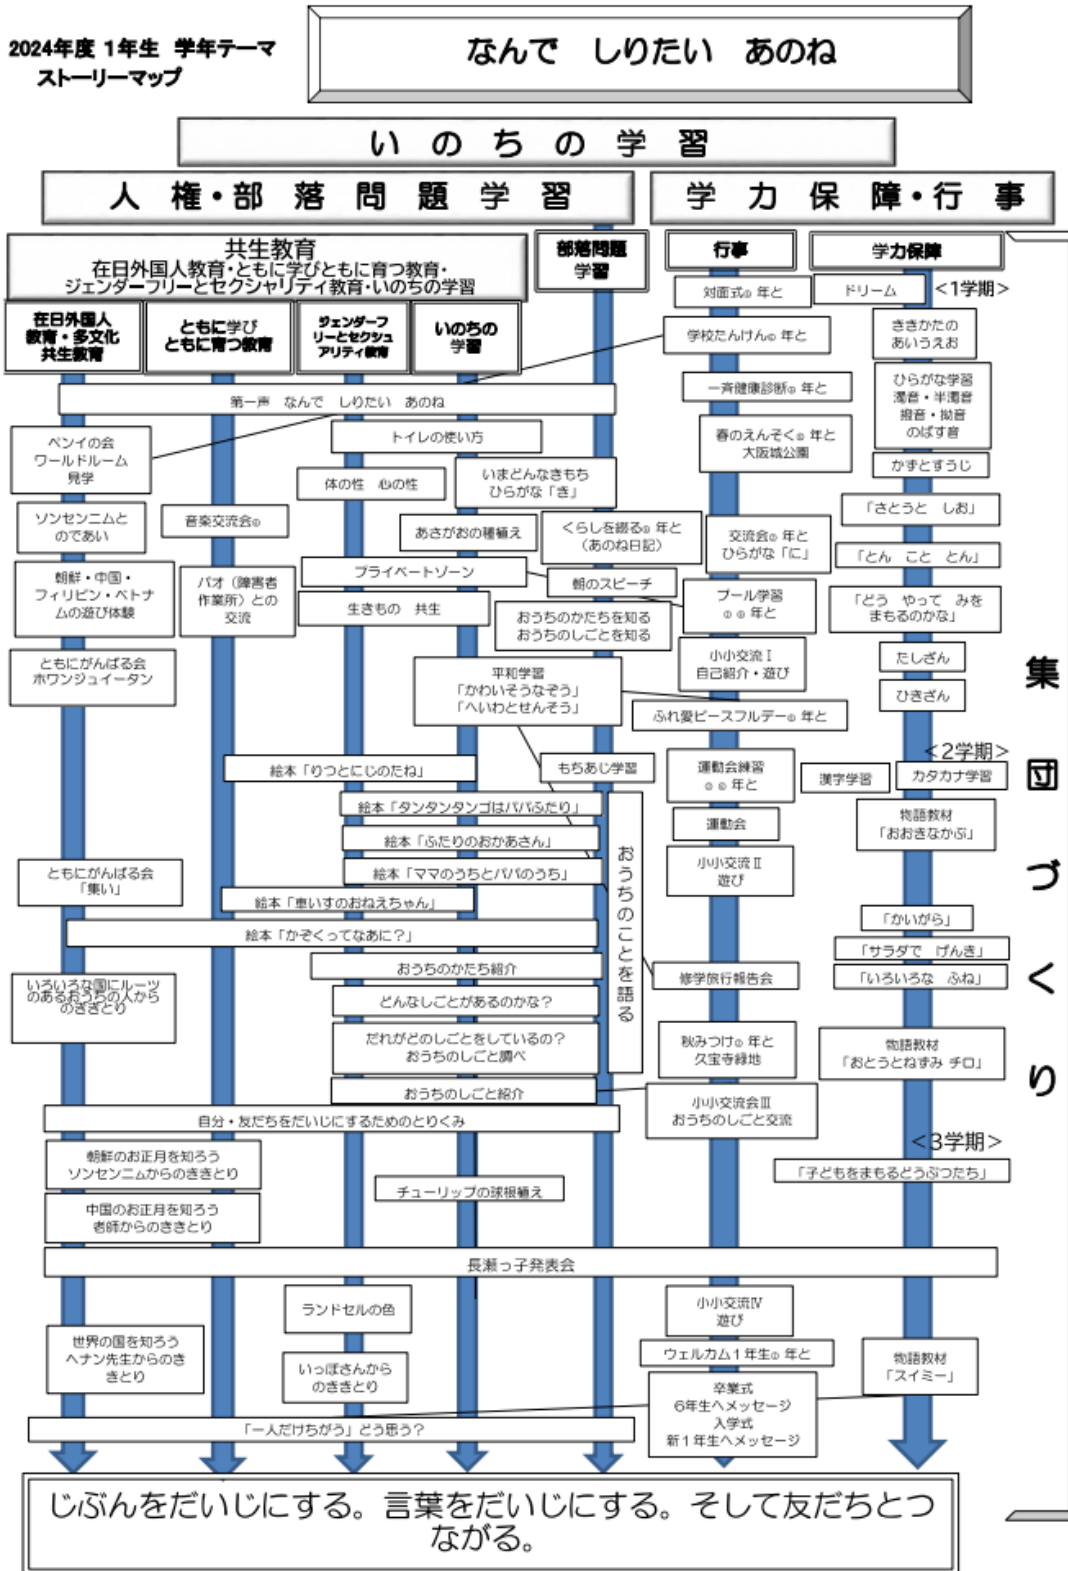 2024年度 1年生 学年テーマ
ストーリーマップ
なんで しりたい あのね
いのちの学習
人権・部落問題学習
学力保障・行事
共生教育
在日外国人教育・ともに学びともに育つ教育・
ジェンダーフリーとセクシャリティ教育・いのちの学習
部落問題
学習
行事
学力保障
在日外国人
教育・多文化
共生教育
ともに学び
ともに育つ教育
ジェンダーフ
リーとセクシュ
アリティ教育
いのちの
学習
<1学期>
対面式⑥年と
ドリーム
学校たんけん②年と
ききかたの
あいうえお
一斉健康診断⑥年と
ひらがな学習
濁音・半濁音
撥音・拗音
のばす音
第一声 なんで しりたい あのね
春のえんそく②年と
大阪城公園
ペンイの会
ワールドルーム
見学
トイレの使い方
かずとすうじ
いまどんなきもち
ひらがな「き」
体の性 心の性
「さとうと しお」
ソンセンニムと
のであい
音楽交流会
あさがおの種植え
くらしを綴る 年と
(あのね日記)
交流会 年と
ひらがな「に」
「とん こと とん」
朝鮮・中国・
フィリピン・ベトナ
ムの遊び体験
パオ(障害者
作業所)との
交流
プライベートゾーン
朝のスピーチ
プール学習
年と
「どう やって みを
まもるのかな」
生きもの 共生
おうちのかたちを知る
おうちのしごとを知る
ともにがんばる会
ホワンジュイータン
小小交流Ⅰ
自己紹介・遊び
たしざん
平和学習
「かわいそうなぞう」
「へいわとせんそう」
ひきざん
ふれ愛ピースフルデー 年と
<2学期>
絵本「りつとにじのたね」
もちあじ学習
運動会練習
年と
漢字学習
カタカナ学習
絵本「タンタンタンゴはパパふたり」
運動会
物語教材
「おおきなかぶ」
絵本「ふたりのおかあさん」
おうちのことを語る
ともにがんばる会
「集い」
絵本「ママのうちとパパのうち」
小小交流Ⅱ
遊び
絵本「車いすのおねえちゃん」
「かいがら」
絵本「かぞくってなあに?」
「サラダで げんき」
おうちのかたち紹介
修学旅行報告会
「いろいろな ふね」
いろいろな国にルーツ
のあるおうちの人から
のききとり
どんなしごとがあるのかな?
だれがどのしごとをしているの?
おうちのしごと調べ
秋みつけ 年と
久宝寺緑地
物語教材
「おとうとねずみ チロ」
おうちのしごと紹介
小小交流会Ⅲ
おうちのしごと交流
自分・友だちをだいじにするためのとりくみ
<3学期>
朝鮮のお正月を知ろう
ソンセンニムからのききとり
「子どもをまもるどうぶつたち」
チューリップの球根植え
中国のお正月を知ろう
老師からのききとり
長瀬っ子発表会
ランドセルの色
小小交流Ⅳ
遊び
世界の国を知ろう
ヘナン先生からのき
きとり
いっぽさんから
のききとり
ウェルカム1年生 年と
物語教材
「スイミー」
卒業式
6年生へメッセージ
入学式
新1年生へメッセージ
「一人だけちがう」どう思う?
集団づくり
じぶんをだいじにする。言葉をだいじにする。そして友だちとつ
ながる。